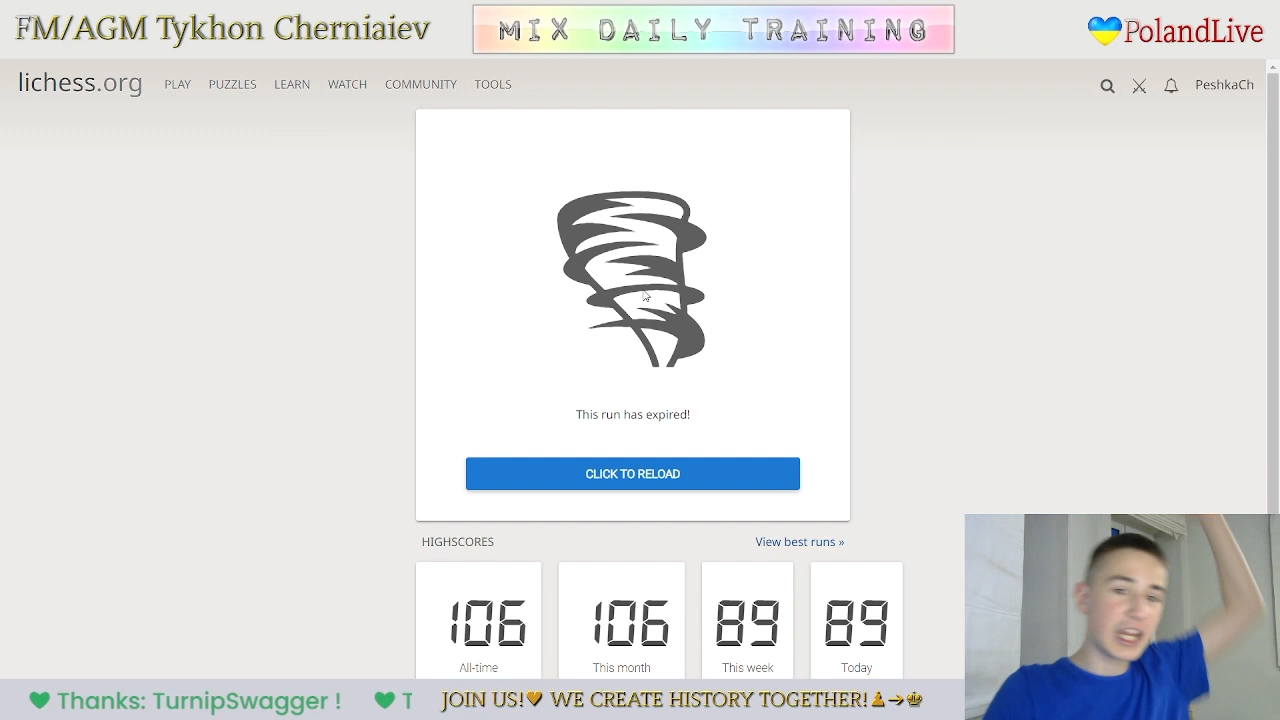 FM/AGM Tykhon Cherniaiev
MIX DAILY TRAINING
PolandLive
lichess.org
PLAY
PUZZLES
LEARN
WATCH
COMMUNITY
TOOLS
PeshkaCh
This run has expired!
CLICK TO RELOAD
HIGHSCORES
View best runs »
106
106
89
89
All-time
This month
This week
Today
Thanks: TurnipSwagger !
T
JOIN US!🧡 WE CREATE HISTORY TOGETHER!♟➔♚